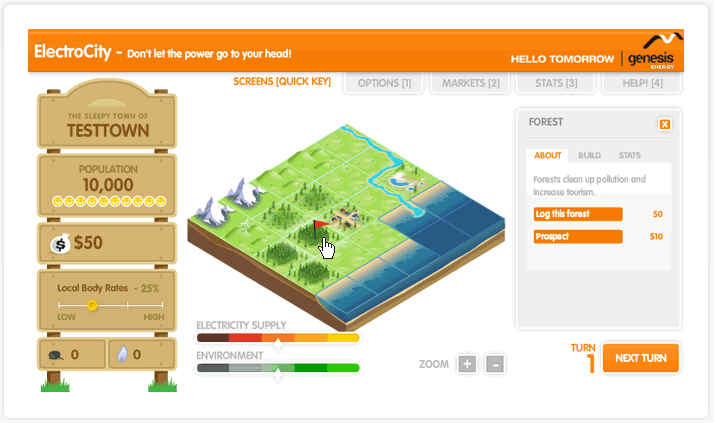 ElectroCity - Don't let the power go to your head!
HELLO TOMORROW
genesis
ENERGY
SCREENS [QUICK KEY]
OPTIONS [1]
MARKETS [2]
STATS [3]
HELP! [4]
THE SLEEPY TOWN OF
TESTTOWN
POPULATION
10,000
$50
Local Body Rates - 25%
LOW HIGH
0 0
FOREST
X
ABOUT BUILD STATS
Forests clean up pollution and
increase tourism.
Log this forest $0
Prospect $10
ELECTRICITY SUPPLY
ENVIRONMENT
ZOOM + -
TURN
1
NEXT TURN